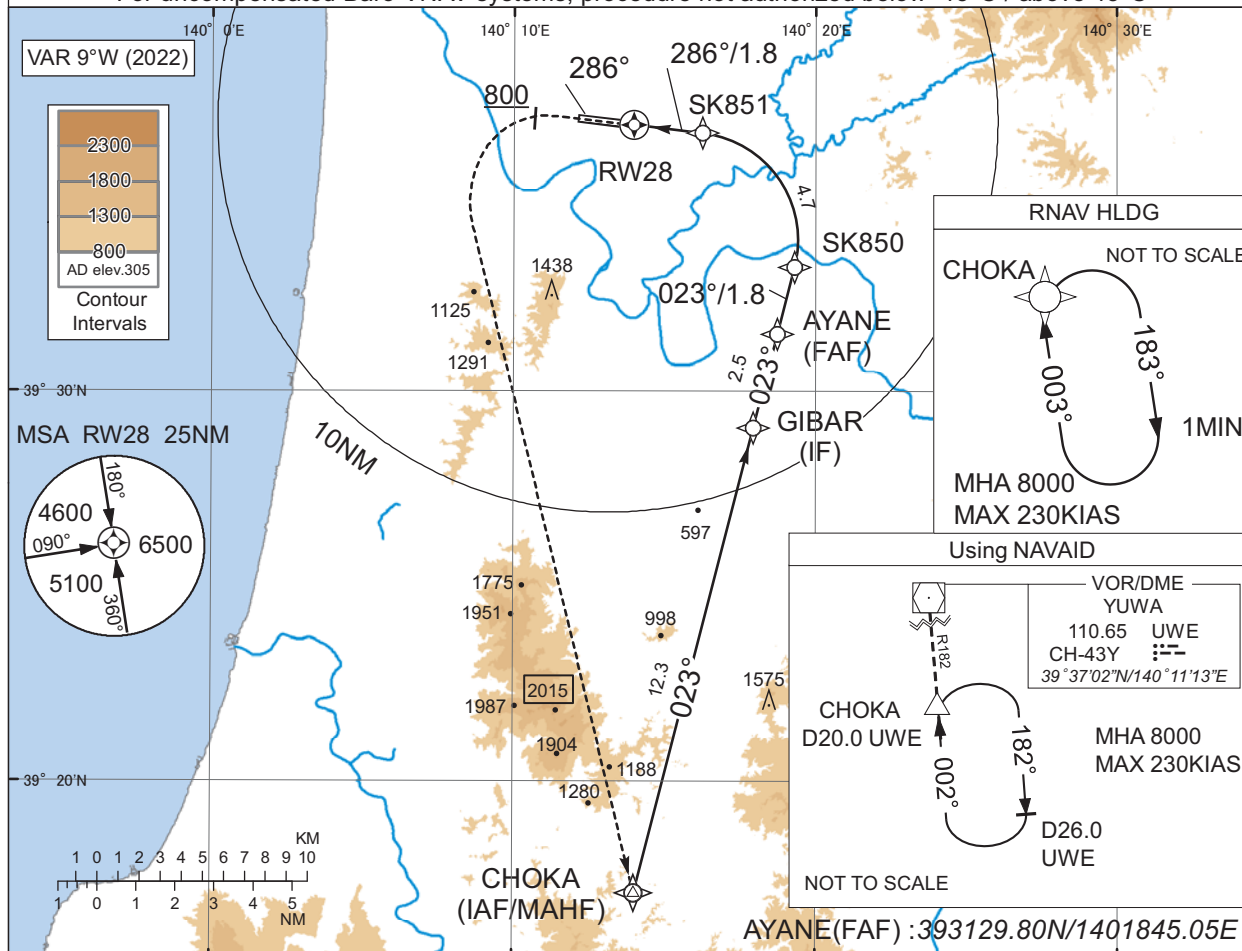 140° 0'E
140° 10'E
140° 20'E
140° 30'E
VAR 9°W (2022)
2300
1800
1300
800
AD elev.305
Contour
Intervals
286°
286°/1.8
800
SK851
RW28
4.7
SK850
023°/1.8
AYANE
(FAF)
2.5
023°
GIBAR
(IF)
1438
1125
1291
39° 30'N
10NM
MSA RW28 25NM
180°
4600
090°
6500
5100
360°
597
1775
1951
998
12.3
023°
1575
2015
1987
1904
1188
1280
39° 20'N
KM
1 0 1 2 3 4 5 6 7 8 9 10
1 0 1 2 3 4 5
NM
CHOKA
(IAF/MAHF)
RNAV HLDG
NOT TO SCALE
CHOKA
183°
003°
1MIN
MHA 8000
MAX 230KIAS
Using NAVAID
VOR/DME
YUWA
110.65 UWE
CH-43Y
39°37'02"N/140°11'13"E
R182
CHOKA
D20.0 UWE
182°
002°
MHA 8000
MAX 230KIAS
D26.0
UWE
NOT TO SCALE
AYANE(FAF) :393129.80N/1401845.05E